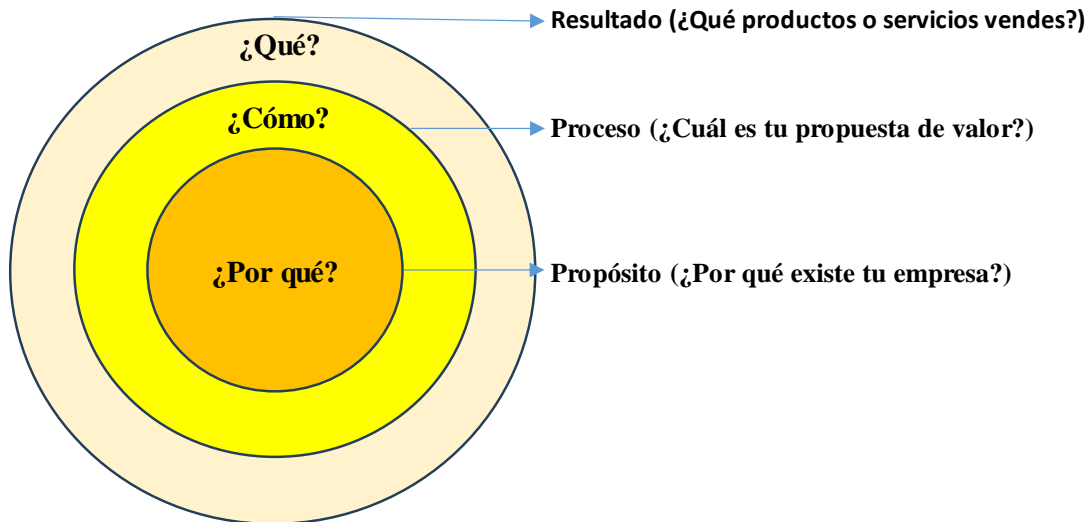 Resultado (¿Qué productos o servicios vendes?)
¿Qué?
¿Cómo?
Proceso (¿Cuál es tu propuesta de valor?)
¿Por qué?
Propósito (¿Por qué existe tu empresa?)